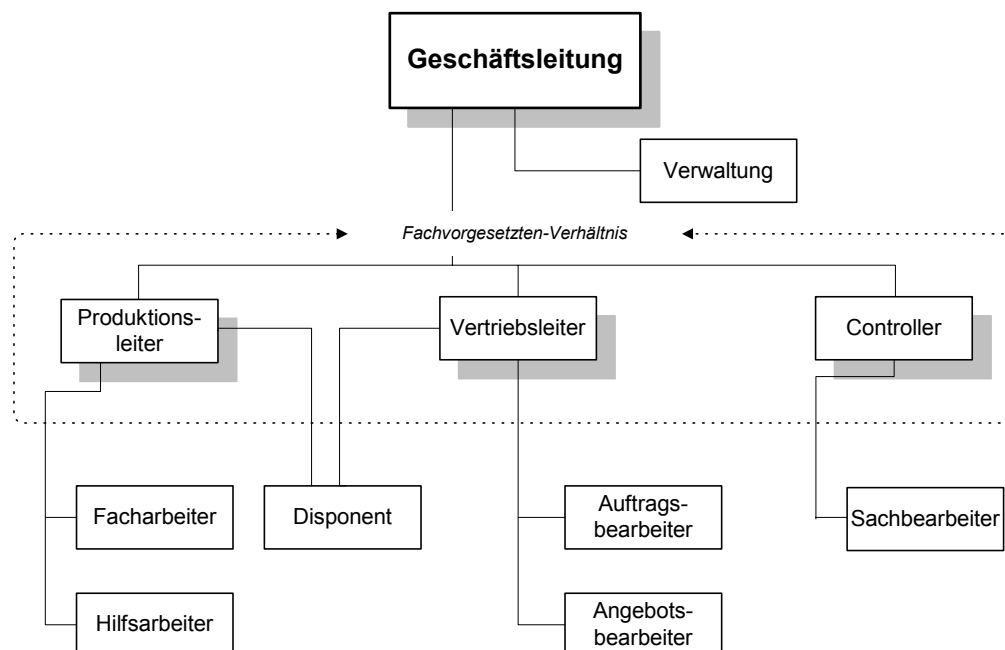 Geschäftsleitung
Verwaltung
Fachvorgesetzten-Verhältnis
Produktions-
leiter
Vertriebsleiter
Controller
Facharbeiter
Disponent
Auftrags-
bearbeiter
Sachbearbeiter
Hilfsarbeiter
Angebots-
bearbeiter